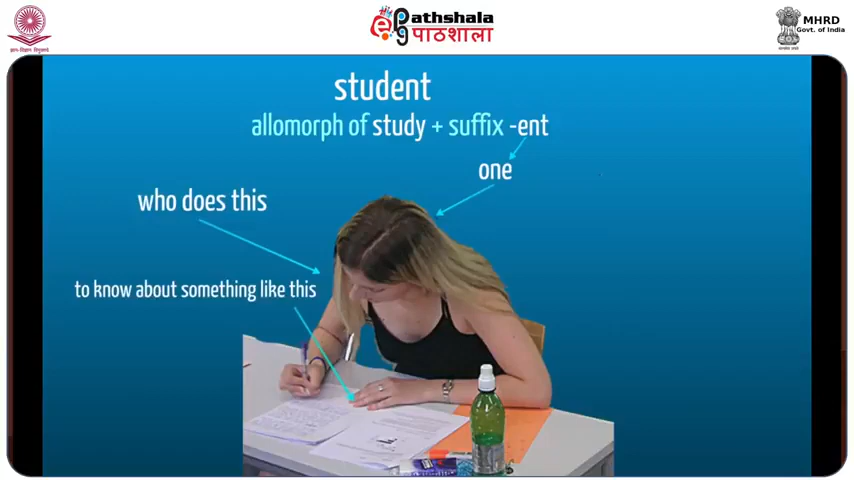 ePathshala
पाठशाला
MHRD
Govt. of India
student
allomorph of study + suffix -ent
one
who does this
to know about something like this